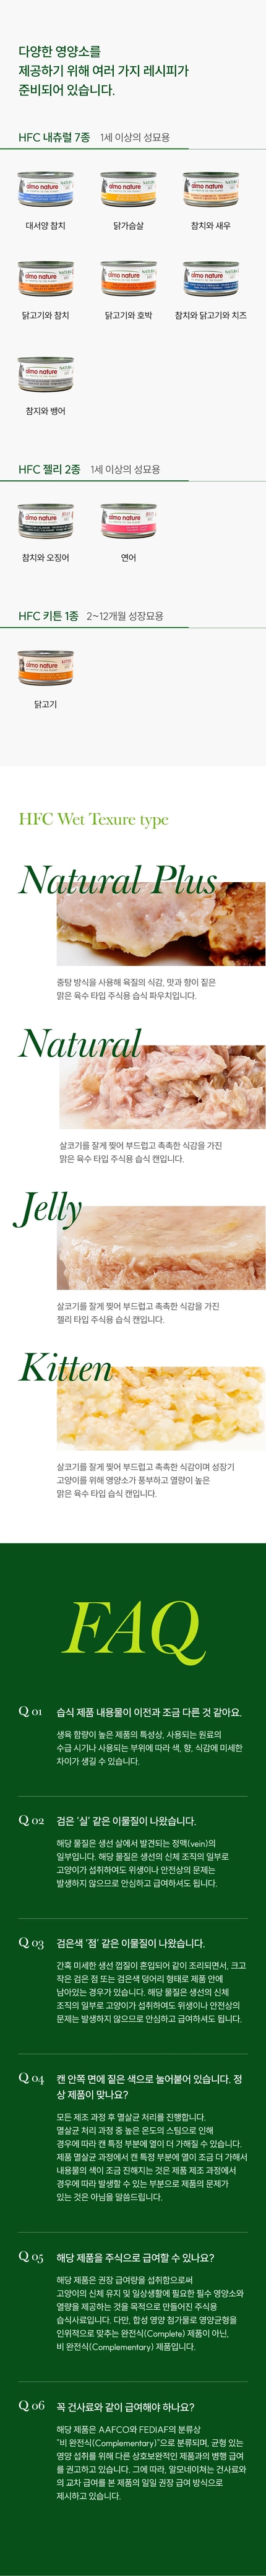 다양한 영양소를
제공하기 위해 여러 가지 레시피가
준비되어 있습니다.
HFC 내츄럴 7종 1세 이상의 성묘용
almo nature almo nature almo nature
대서양 참치 닭가슴살 참치와 새우
almo nature almo nature almo nature
닭고기와 참치 닭고기와 호박 참치와 닭고기와 치즈
almo nature
참치와 뱅어
HFC 젤리 2종 1세 이상의 성묘용
almo nature almo nature
참치와 오징어 연어
HFC 키튼 1종 2~12개월 성장묘용
almo nature
닭고기
HFC Wet Texure type
Natural Plus
중탕 방식을 사용해 육질의 식감, 맛과 향이 짙은
맑은 육수 타입 주식용 습식 파우치입니다.
Natural
살코기를 잘게 찢어 부드럽고 촉촉한 식감을 가진
맑은 육수 타입 주식용 습식 캔입니다.
Jelly
살코기를 잘게 찢어 부드럽고 촉촉한 식감을 가진
젤리 타입 주식용 습식 캔입니다.
Kitten
살코기를 잘게 찢어 부드럽고 촉촉한 식감이며 성장기
고양이를 위해 영양소가 풍부하고 열량이 높은
맑은 육수 타입 습식 캔입니다.
FAQ
Q 01 습식 제품 내용물이 이전과 조금 다른 것 같아요.
생육 함량이 높은 제품의 특성상, 사용되는 원료의
수급 시기나 사용되는 부위에 따라 색, 향, 식감에 미세한
차이가 생길 수 있습니다.
Q 02 검은 '실' 같은 이물질이 나왔습니다.
해당 물질은 생선 살에서 발견되는 정맥(vein)의
일부입니다. 해당 물질은 생선의 신체 조직의 일부로
고양이가 섭취하여도 위생이나 안전상의 문제는
발생하지 않으므로 안심하고 급여하셔도 됩니다.
Q 03 검은색 '점' 같은 이물질이 나왔습니다.
간혹 미세한 생선 껍질이 혼입되어 같이 조리되면서, 크고
작은 검은 점 또는 검은색 덩어리 형태로 제품 안에
남아있는 경우가 있습니다. 해당 물질은 생선의 신체
조직의 일부로 고양이가 섭취하여도 위생이나 안전상의
문제는 발생하지 않으므로 안심하고 급여하셔도 됩니다.
Q 04 캔 안쪽 면에 짙은 색으로 눌어붙어 있습니다. 정
상 제품이 맞나요?
모든 제조 과정 후 멸살균 처리를 진행합니다.
멸살균 처리 과정 중 높은 온도의 스팀으로 인해
경우에 따라 캔 특정 부분에 열이 더 가해질 수 있습니다.
제품 멸살균 과정에서 캔 특정 부분에 열이 조금 더 가해서
내용물의 색이 조금 진해지는 것은 제품 제조 과정에서
경우에 따라 발생할 수 있는 부분으로 제품의 문제가
있는 것은 아님을 말씀드립니다.
Q 05 해당 제품을 주식으로 급여할 수 있나요?
해당 제품은 권장 급여량을 섭취함으로써
고양이의 신체 유지 및 일상생활에 필요한 필수 영양소와
열량을 제공하는 것을 목적으로 만들어진 주식용
습식사료입니다. 다만, 합성 영양 첨가물로 영양균형을
인위적으로 맞추는 완전식(Complete) 제품이 아닌,
비 완전식(Complementary) 제품입니다.
Q 06 꼭 건사료와 같이 급여해야 하나요?
해당 제품은 AAFCO와 FEDIAF의 분류상
"비 완전식(Complementary)"으로 분류되며, 균형 있는
영양 섭취를 위해 다른 상호보완적인 제품과의 병행 급여
를 권고하고 있습니다. 그에 따라, 알모네이쳐는 건사료와
의 교차 급여를 본 제품의 일일 권장 급여 방식으로
제시하고 있습니다.